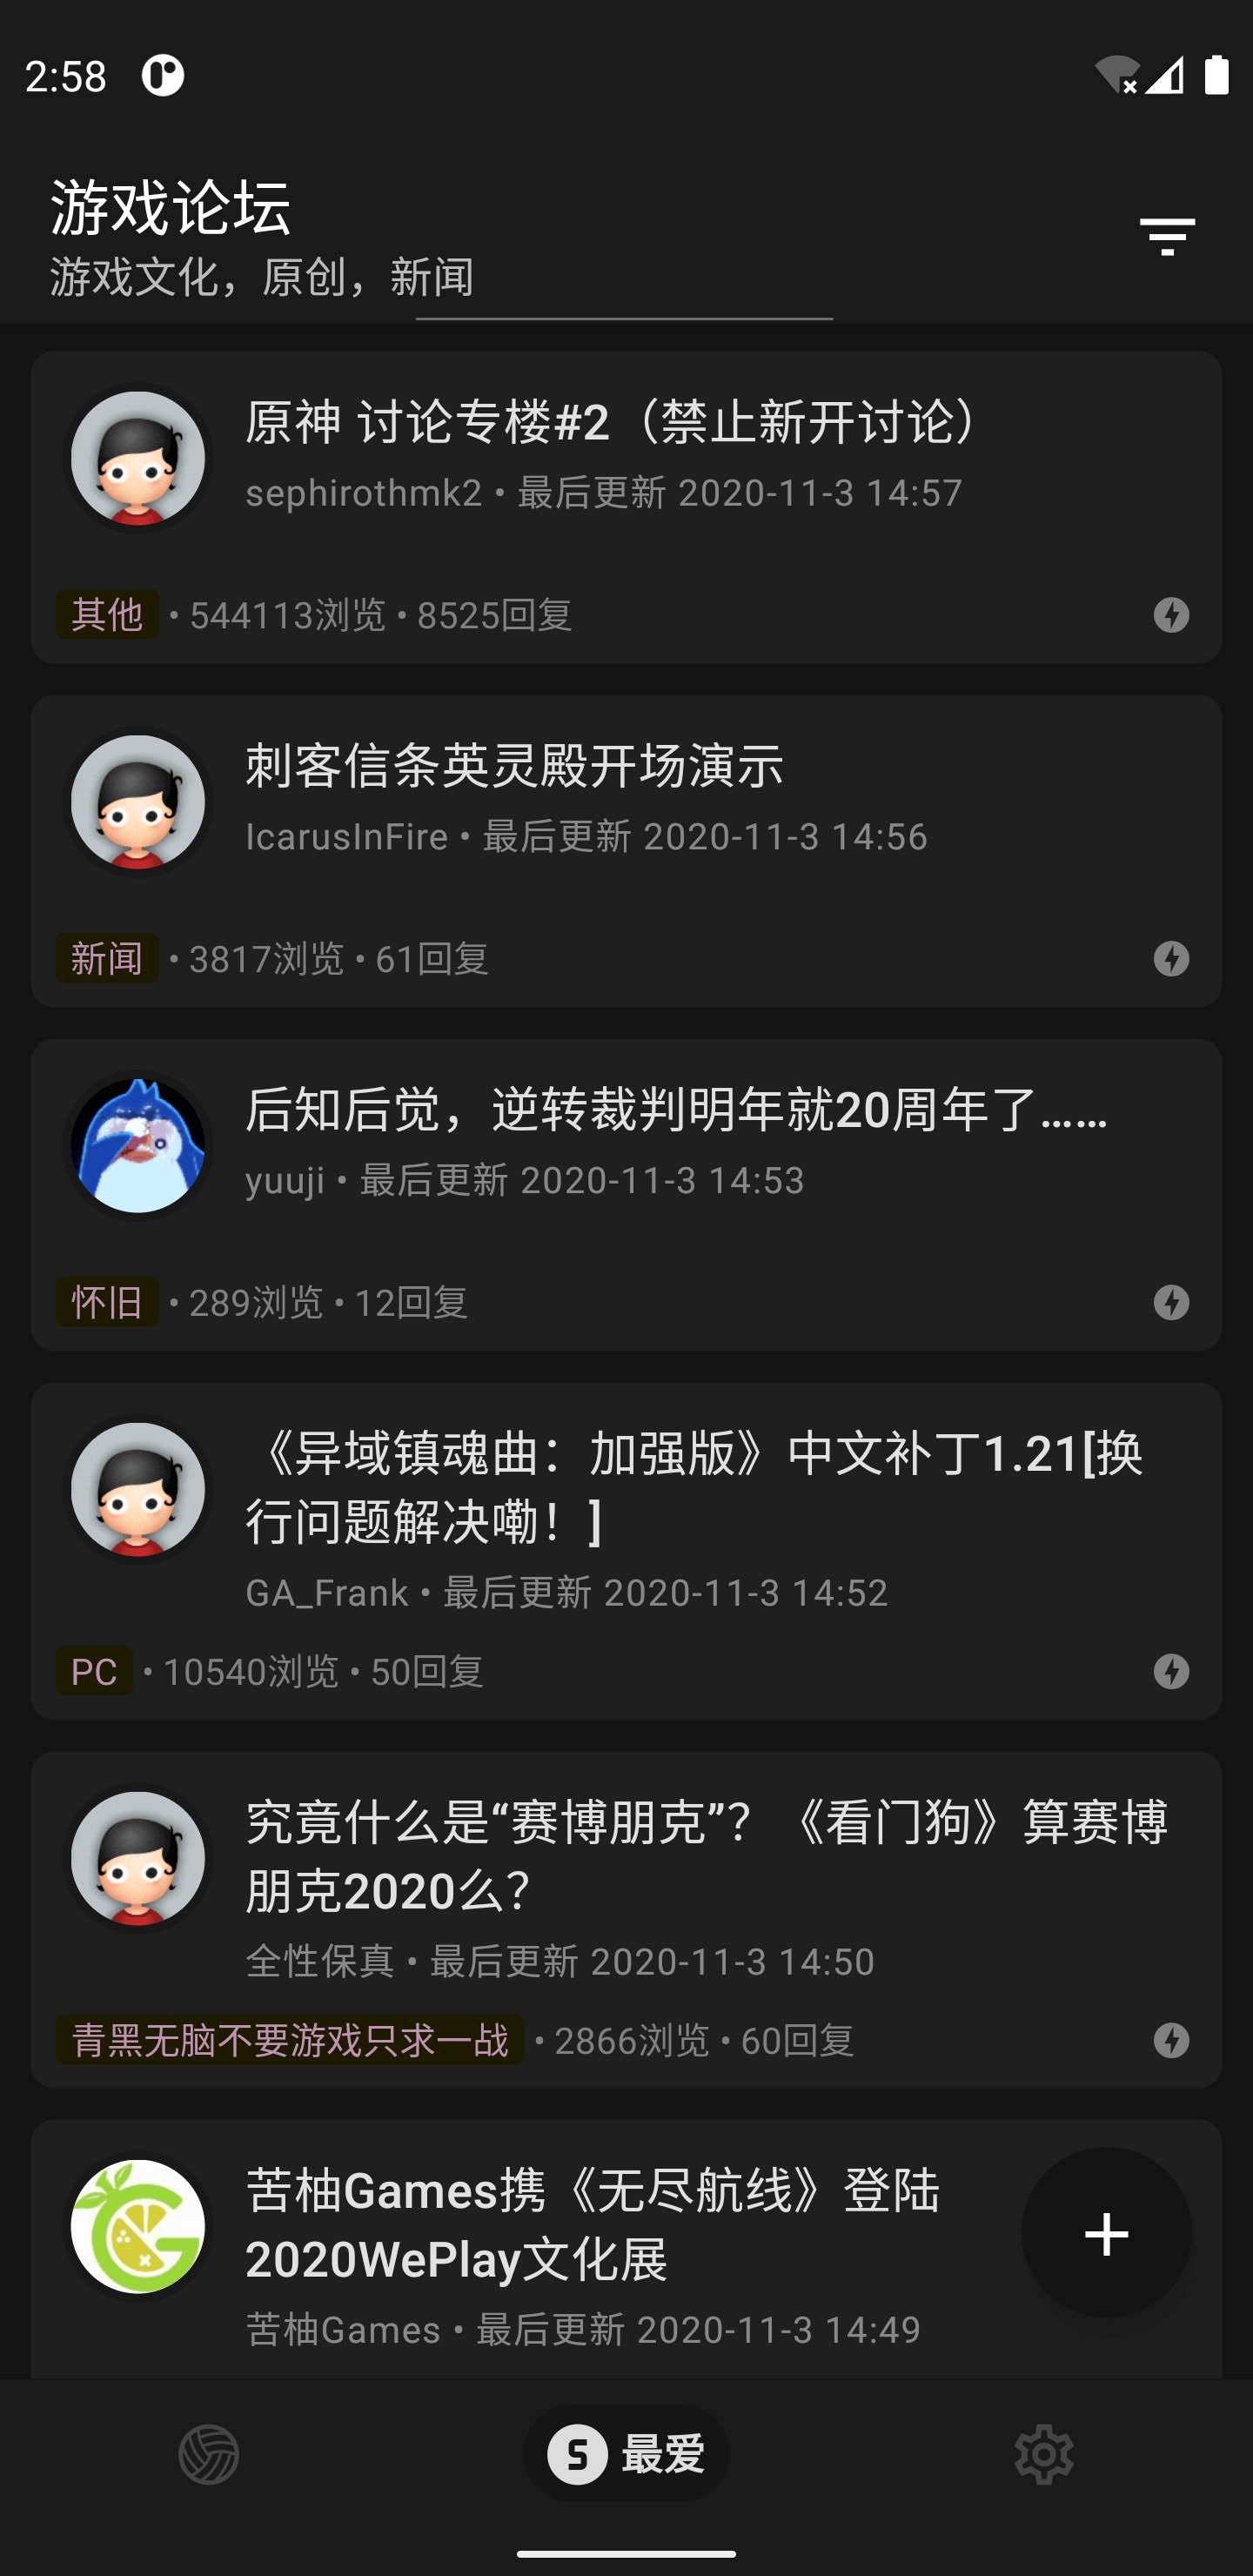 2:58
游戏论坛
游戏文化，原创，新闻
原神 讨论专楼#2（禁止新开讨论）
sephirothmk2 • 最后更新 2020-11-3 14:57
其他 • 544113浏览 • 8525回复
刺客信条英灵殿开场演示
IcarusInFire • 最后更新 2020-11-3 14:56
新闻 • 3817浏览 • 61回复
后知后觉，逆转裁判明年就20周年了……
yuuji • 最后更新 2020-11-3 14:53
怀旧 • 289浏览 • 12回复
《异域镇魂曲：加强版》中文补丁1.21[换
行问题解决嘞！]
GA_Frank • 最后更新 2020-11-3 14:52
PC • 10540浏览 • 50回复
究竟什么是“赛博朋克”？《看门狗》算赛博
朋克2020么？
全性保真 • 最后更新 2020-11-3 14:50
青黑无脑不要游戏只求一战 • 2866浏览 • 60回复
苦柚Games携《无尽航线》登陆
2020WePlay文化展
苦柚Games • 最后更新 2020-11-3 14:49
S 最爱